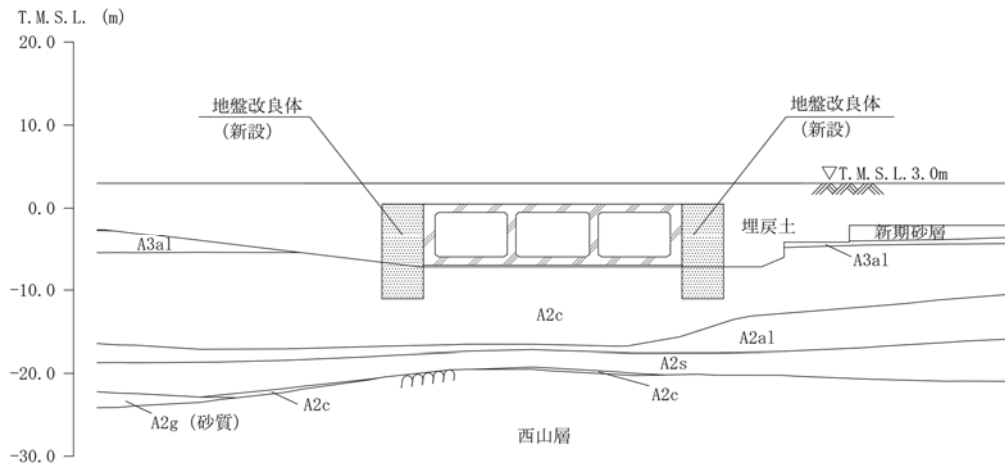 T.M.S.L. (m)
20.0
地盤改良体
(新設)
地盤改良体
(新設)
10.0
▽T.M.S.L.3.0m
0.0
埋戻土
新期砂層
A3al
A3al
-10.0
A2c
A2al
A2s
-20.0
A2c
A2c
A2g (砂質)
西山層
-30.0